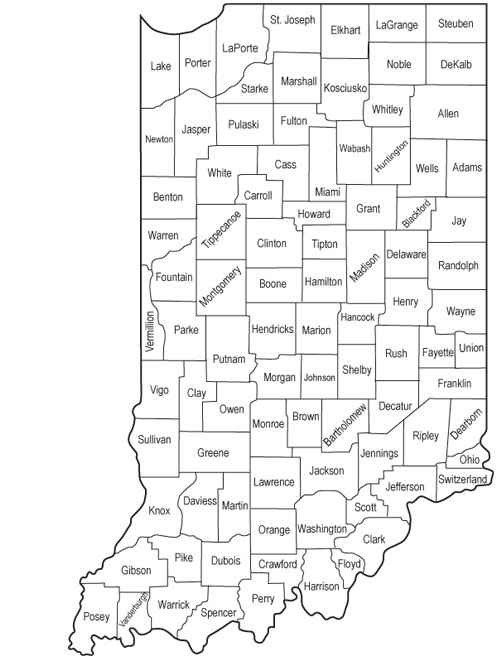 St. Joseph
Elkhart
LaGrange
Steuben
LaPorte
Lake
Porter
Noble
DeKalb
Starke
Marshall
Kosciusko
Whitley
Allen
Newton
Jasper
Pulaski
Fulton
Wabash
Huntington
Wells
Adams
White
Cass
Miami
Benton
Carroll
Howard
Grant
Blackford
Jay
Warren
Tippecanoe
Clinton
Tipton
Madison
Delaware
Randolph
Fountain
Montgomery
Boone
Hamilton
Henry
Wayne
Vermillion
Parke
Putnam
Hendricks
Marion
Hancock
Rush
Fayette
Union
Shelby
Morgan
Johnson
Franklin
Vigo
Clay
Owen
Monroe
Brown
Bartholomew
Decatur
Ripley
Dearborn
Sullivan
Greene
Jennings
Ohio
Lawrence
Jackson
Jefferson
Switzerland
Knox
Daviess
Martin
Scott
Orange
Washington
Clark
Gibson
Pike
Dubois
Crawford
Floyd
Harrison
Posey
Vanderburgh
Warrick
Spencer
Perry